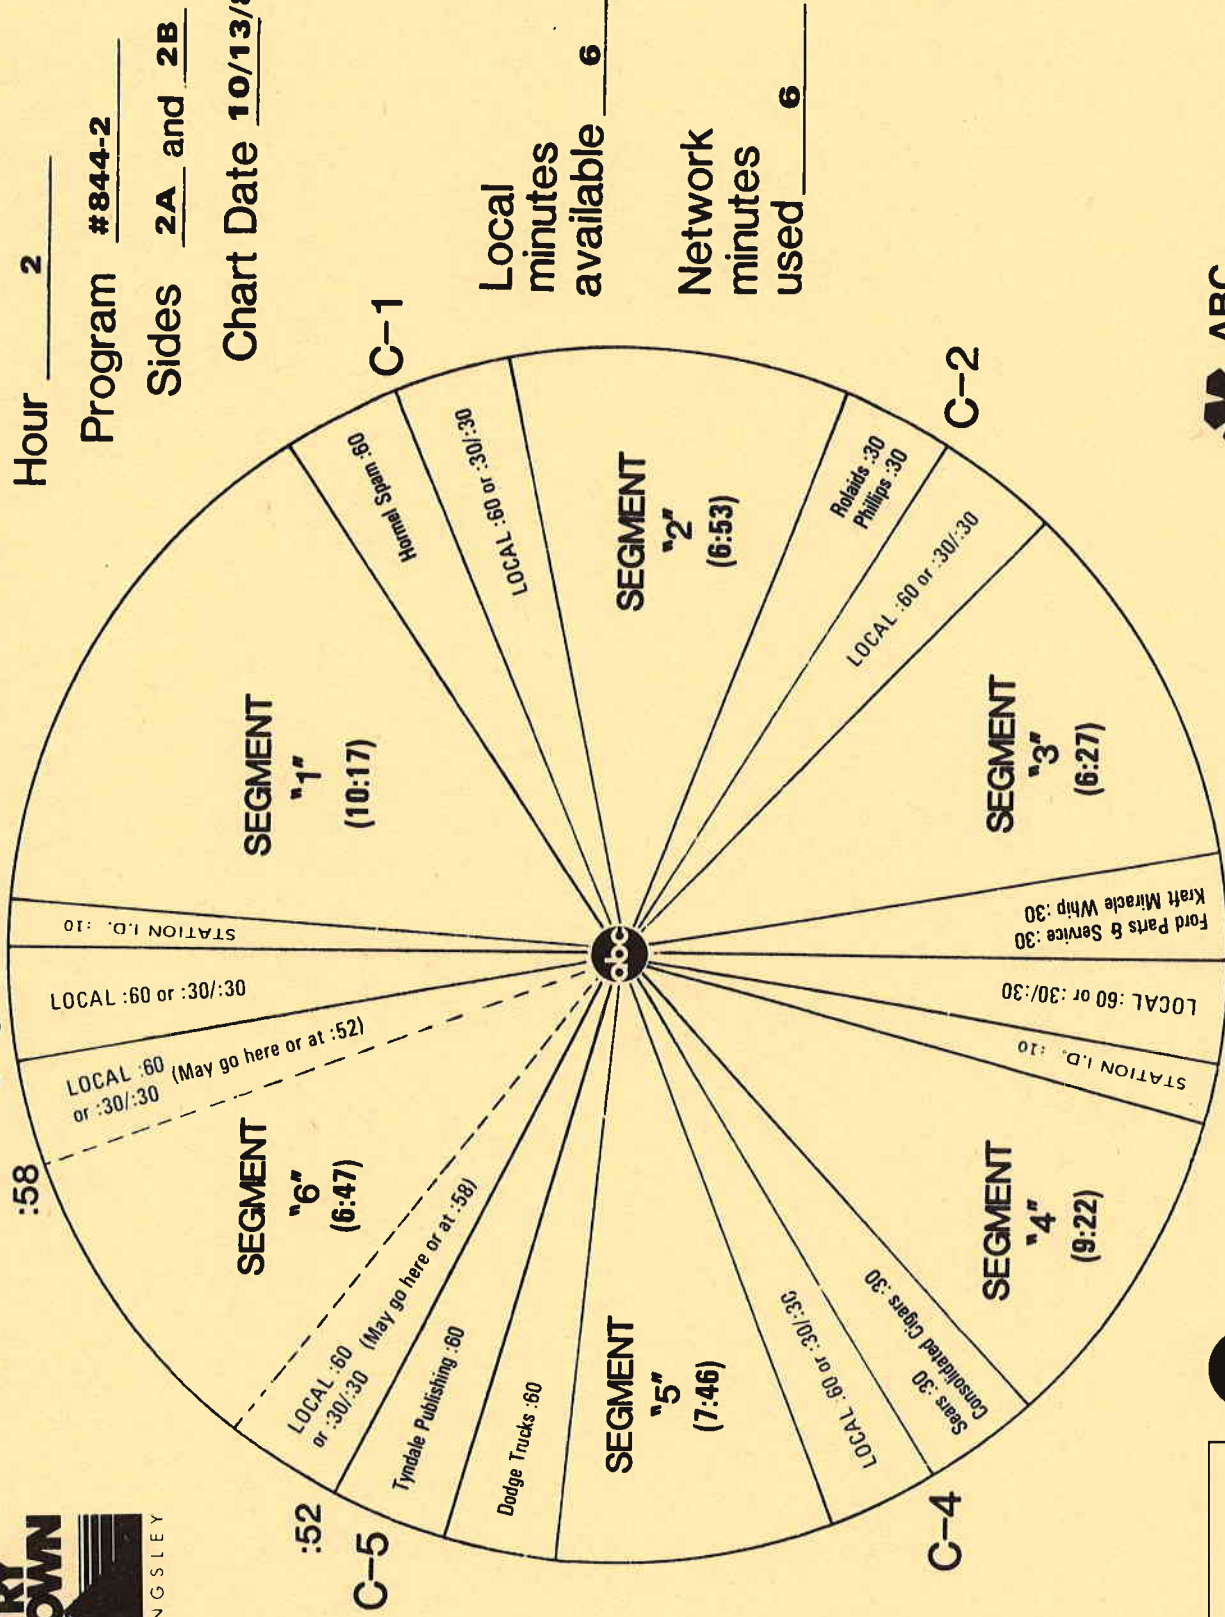 Hour 2
Program #844-2
Sides 2A and 2B
Chart Date 10/13/8
Local
minutes
available 6
Network
minutes
used 6
NGSLEY
:58
:52
C-1
C-2
C-4
C-5
abc
STATION I.D. :10
SEGMENT
"1"
(10:17)
Hormel Spam :60
LOCAL :60 or :30/:30
SEGMENT
"2"
(6:53)
Rolaids :30
Phillips :30
LOCAL :60 or :30/:30
SEGMENT
"3"
(6:27)
Kraft Miracle Whip :30
Ford Parts & Service :30
LOCAL :60 or :30/:30
STATION I.D. :10
SEGMENT
"4"
(9:22)
Consolidated Cigars :30
Sears :30
LOCAL :60 or :30/:30
SEGMENT
"5"
(7:46)
Dodge Trucks :60
Tyndale Publishing :60
LOCAL :60
or :30/:30 (May go here or at :58)
SEGMENT
"6"
(6:47)
LOCAL :60
or :30/:30 (May go here or at :52)
LOCAL :60 or :30/:30
ABC